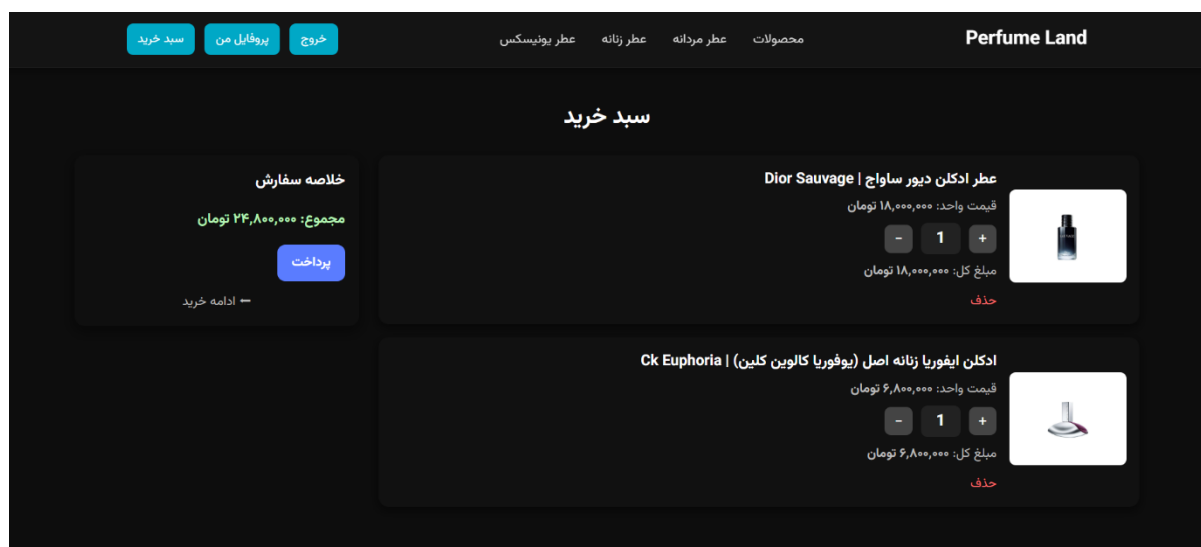 Perfume Land
محصولات
عطر مردانه
عطر زنانه
عطر یونیسکس
خروج
پروفایل من
سبد خرید
سبد خرید
عطر ادکلن دیور ساواج | Dior Sauvage
قیمت واحد: ۱۸,۰۰۰,۰۰۰ تومان
+ 1 -
مبلغ کل: ۱۸,۰۰۰,۰۰۰ تومان
حذف
ادکلن ایفوریا زنانه اصل (یوفوریا کالوین کلین) | Ck Euphoria
قیمت واحد: ۶,۸۰۰,۰۰۰ تومان
+ 1 -
مبلغ کل: ۶,۸۰۰,۰۰۰ تومان
حذف
خلاصه سفارش
مجموع: ۲۴,۸۰۰,۰۰۰ تومان
پرداخت
← ادامه خرید